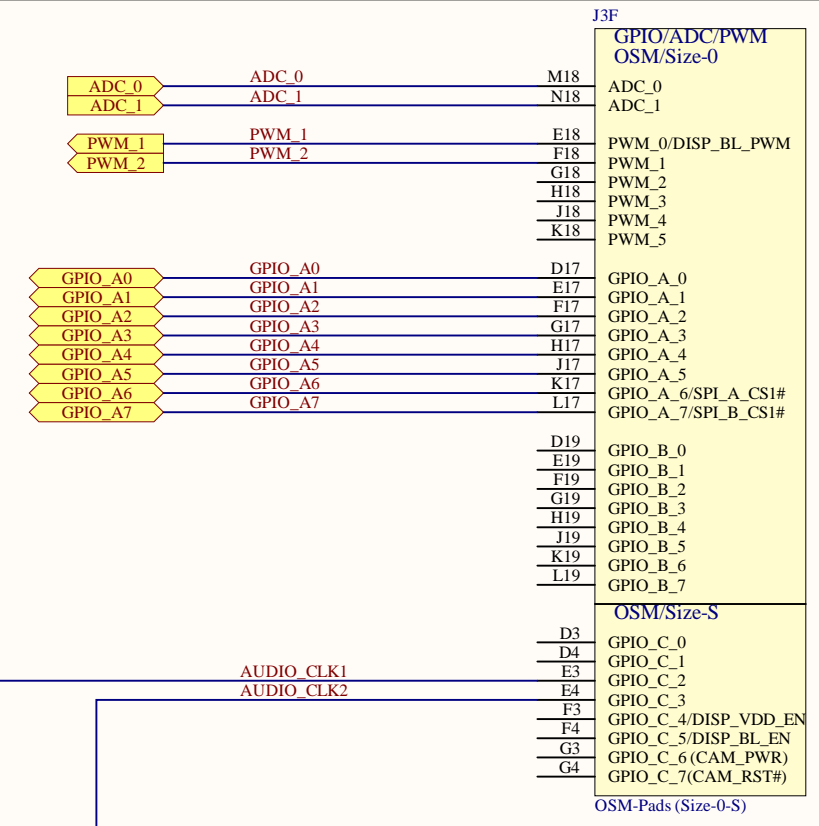 J3F
GPIO/ADC/PWM
OSM/Size-0
ADC_0 ADC_0 M18 ADC_0
ADC_1 ADC_1 N18 ADC_1
PWM_1 PWM_1 E18 PWM_0/DISP_BL_PWM
PWM_2 PWM_2 F18 PWM_1
G18 PWM_2
H18 PWM_3
J18 PWM_4
K18 PWM_5
GPIO_A0 GPIO_A0 D17 GPIO_A_0
GPIO_A1 GPIO_A1 E17 GPIO_A_1
GPIO_A2 GPIO_A2 F17 GPIO_A_2
GPIO_A3 GPIO_A3 G17 GPIO_A_3
GPIO_A4 GPIO_A4 H17 GPIO_A_4
GPIO_A5 GPIO_A5 J17 GPIO_A_5
GPIO_A6 GPIO_A6 K17 GPIO_A_6/SPI_A_CS1#
GPIO_A7 GPIO_A7 L17 GPIO_A_7/SPI_B_CS1#
D19 GPIO_B_0
E19 GPIO_B_1
F19 GPIO_B_2
G19 GPIO_B_3
H19 GPIO_B_4
J19 GPIO_B_5
K19 GPIO_B_6
L19 GPIO_B_7
OSM/Size-S
D3 GPIO_C_0
D4 GPIO_C_1
AUDIO_CLK1 E3 GPIO_C_2
AUDIO_CLK2 E4 GPIO_C_3
F3 GPIO_C_4/DISP_VDD_EN
F4 GPIO_C_5/DISP_BL_EN
G3 GPIO_C_6 (CAM_PWR)
G4 GPIO_C_7(CAM_RST#)
OSM-Pads (Size-0-S)